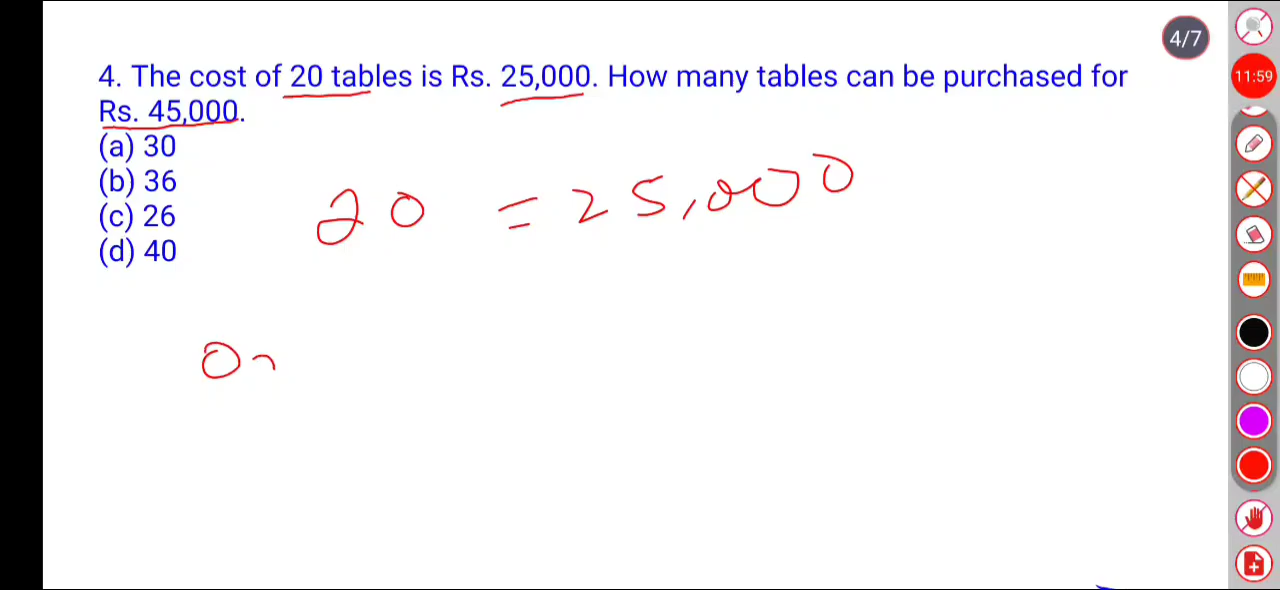 4/7
11:59
4. The cost of 20 tables is Rs. 25,000. How many tables can be purchased for
Rs. 45,000.
(a) 30
(b) 36
(c) 26
(d) 40
20 = 25,000